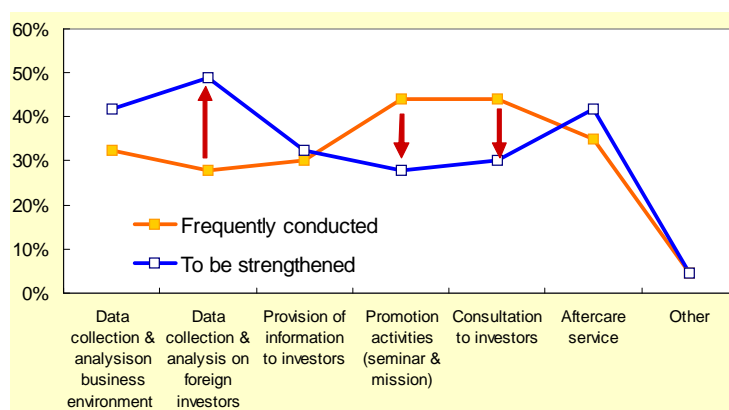 60%
50%
40%
30%
20%
10%
0%
Frequently conducted
To be strengthened
Data
collection &
analysison
business
environment
Data
collection &
analysis on
foreign
investors
Provision of
information
to investors
Promotion
activities
(seminar &
mission)
Consultation
to investors
Aftercare
service
Other